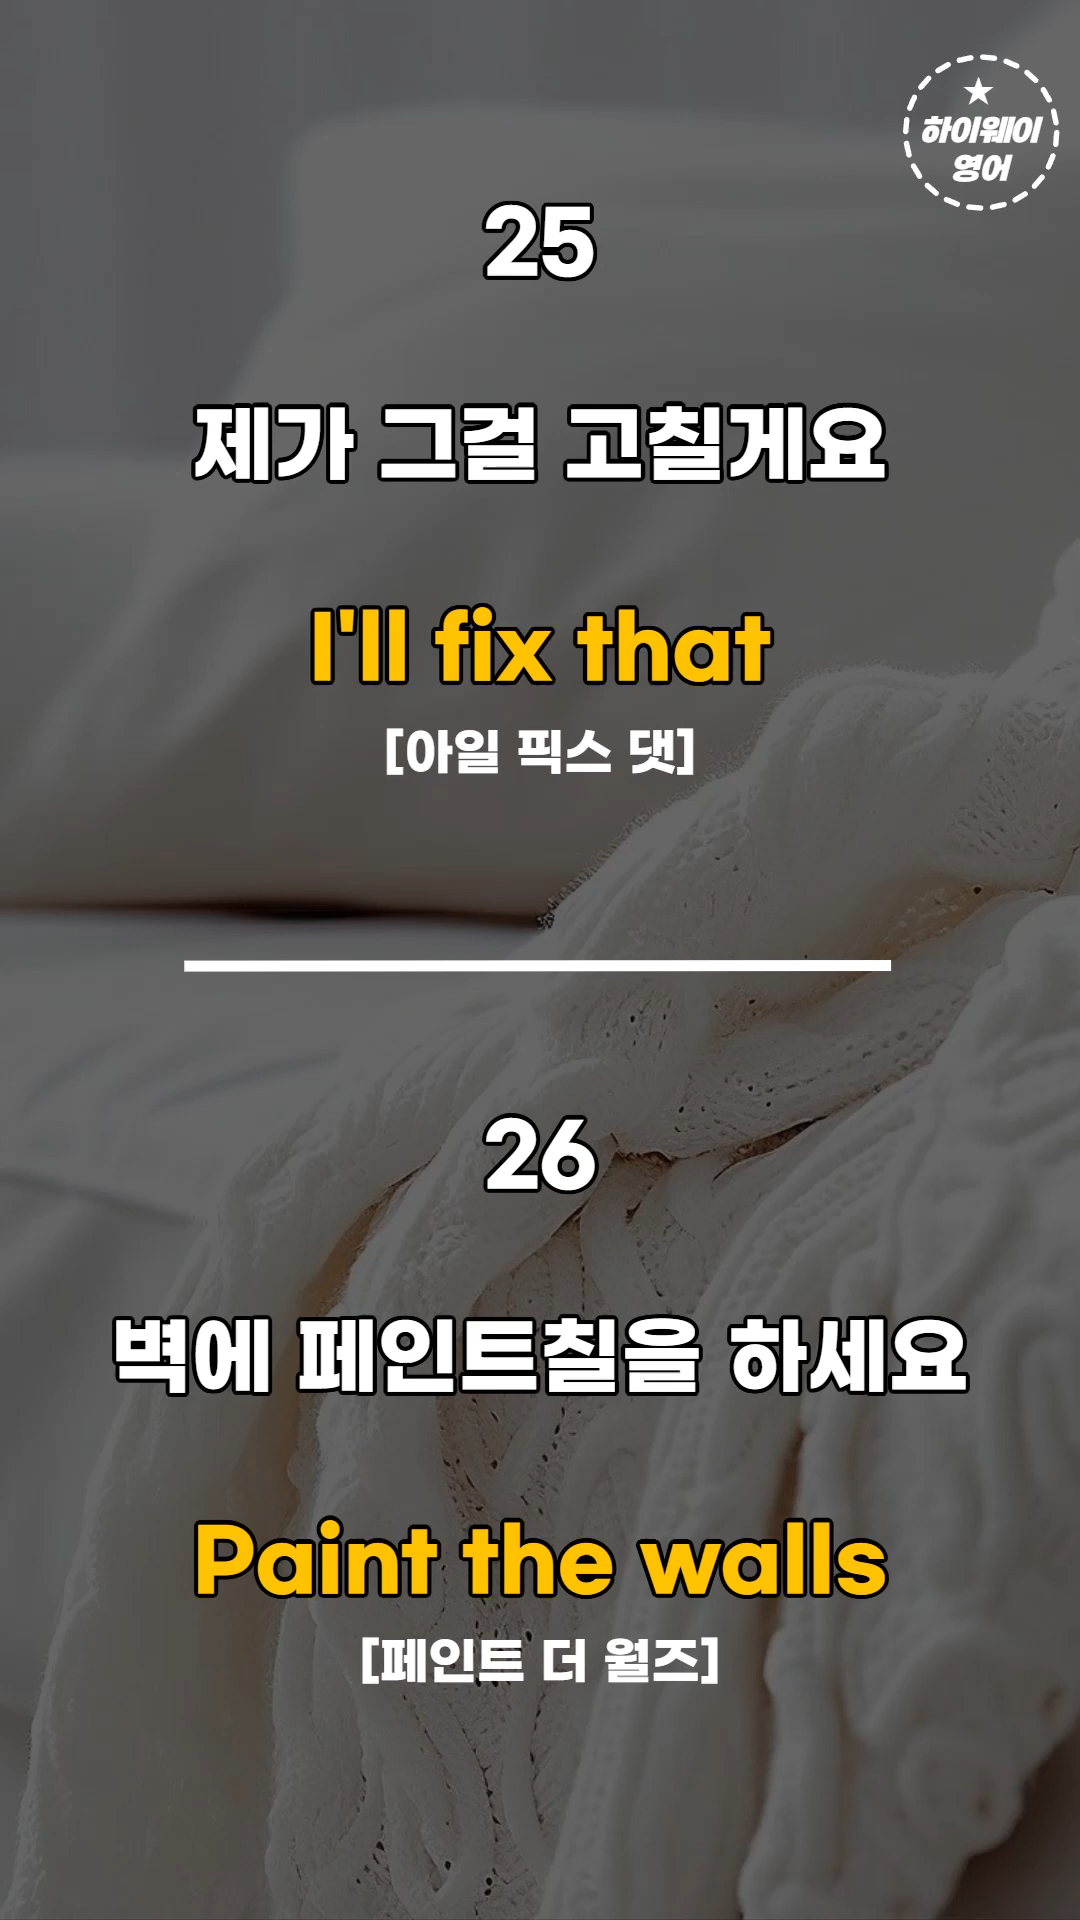 하이웨이
영어
25
제가 그걸 고칠게요
I'll fix that
[아일 픽스 댓]
26
벽에 페인트칠을 하세요
Paint the walls
[페인트 더 월즈]